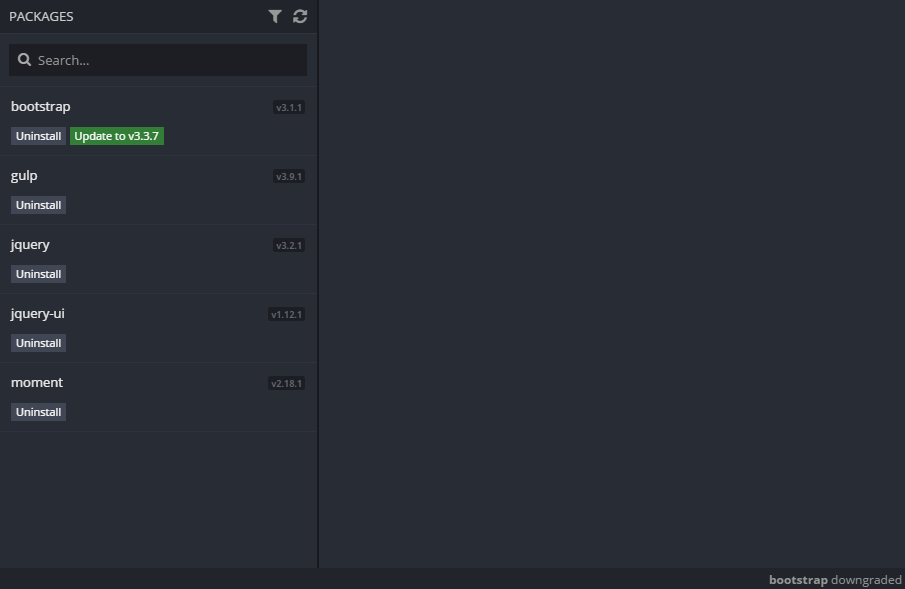 PACKAGES
Search...
bootstrap v3.1.1
Uninstall Update to v3.3.7
gulp v3.9.1
Uninstall
jquery v3.2.1
Uninstall
jquery-ui v1.12.1
Uninstall
moment v2.18.1
Uninstall
bootstrap downgraded